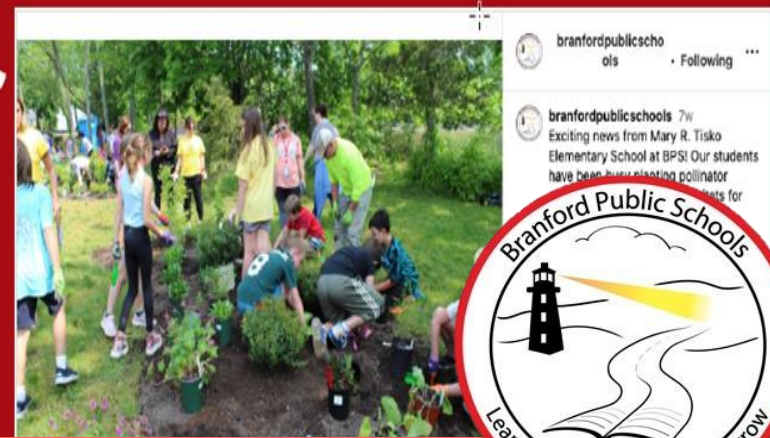 branfordpublicscho
ols • Following ...
branfordpublicschools 7w
Exciting news from Mary R. Tisko
Elementary School at BPS! Our students
have been busy planting pollinator
for
Branford Public Schools
8